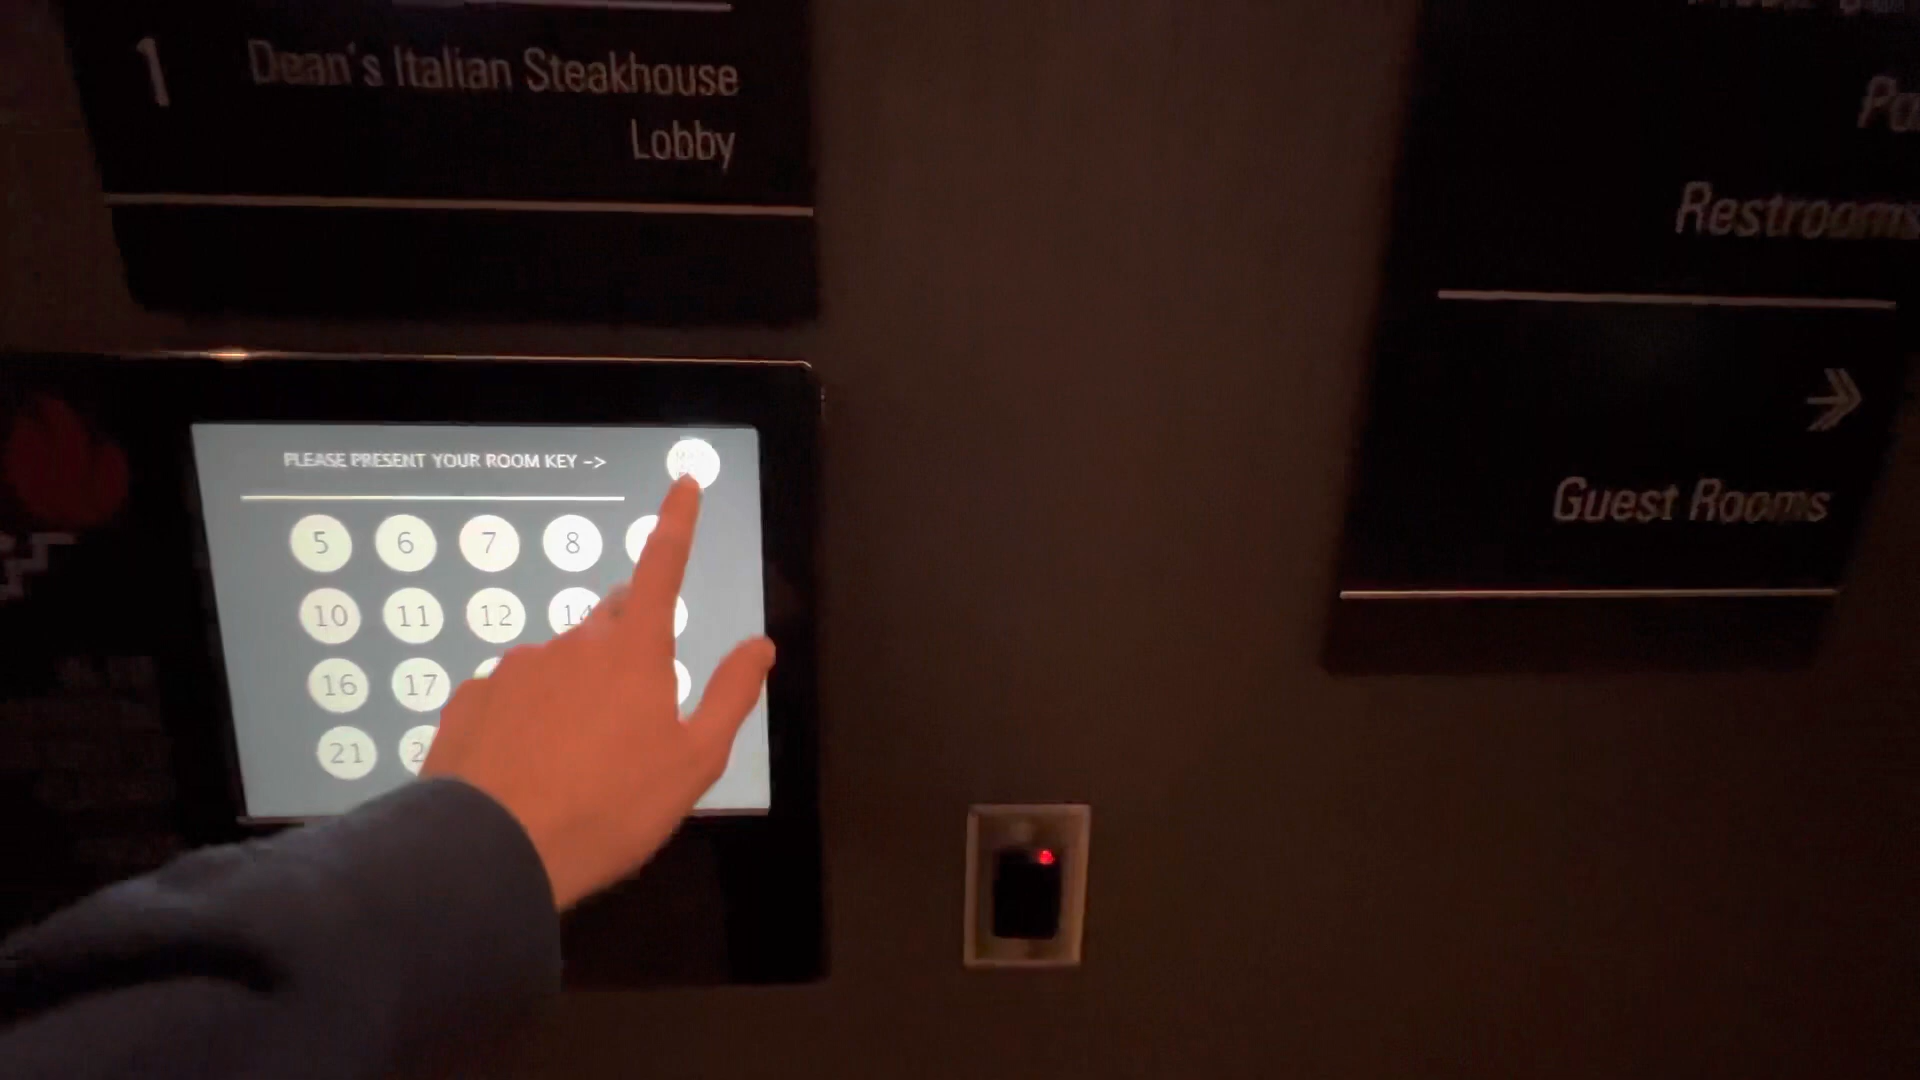 1
Dean's Italian Steakhouse
Lobby
Restrooms
Guest Rooms
PLEASE PRESENT YOUR ROOM KEY ->
5 6 7 8
10 11 12 14
16 17
21